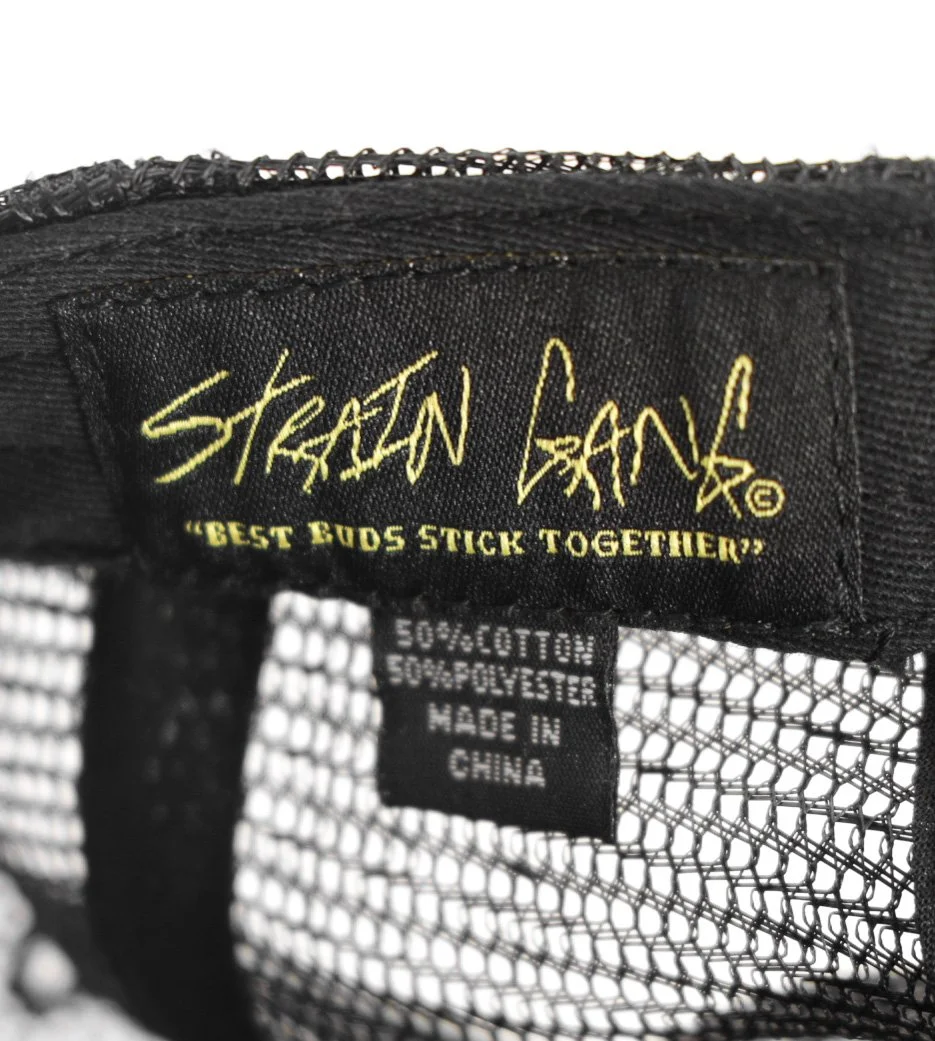 STRAIN GANG ©
“BEST BUDS STICK TOGETHER”
50%COTTON
50%POLYESTER
MADE IN
CHINA